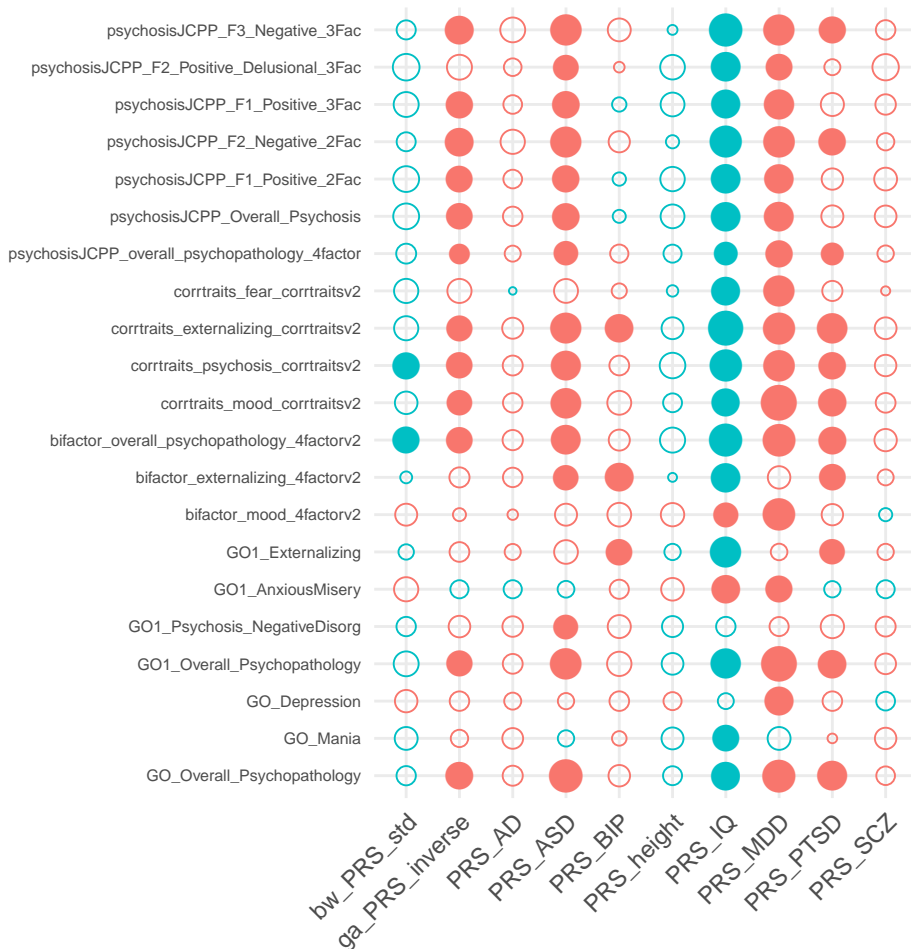 psychosisJCPP_F3_Negative_3Fac
psychosisJCPP_F2_Positive_Delusional_3Fac
psychosisJCPP_F1_Positive_3Fac
psychosisJCPP_F2_Negative_2Fac
psychosisJCPP_F1_Positive_2Fac
psychosisJCPP_Overall_Psychosis
psychosisJCPP_overall_psychopathology_4factor
corrtraits_fear_corrtraitsv2
corrtraits_externalizing_corrtraitsv2
corrtraits_psychosis_corrtraitsv2
corrtraits_mood_corrtraitsv2
bifactor_overall_psychopathology_4factorv2
bifactor_externalizing_4factorv2
bifactor_mood_4factorv2
GO1_Externalizing
GO1_AnxiousMisery
GO1_Psychosis_NegativeDisorg
GO1_Overall_Psychopathology
GO_Depression
GO_Mania
GO_Overall_Psychopathology
bw_PRS_std
ga_PRS_inverse
PRS_AD
PRS_ASD
PRS_BIP
PRS_height
PRS_IQ
PRS_MDD
PRS_PTSD
PRS_SCZ